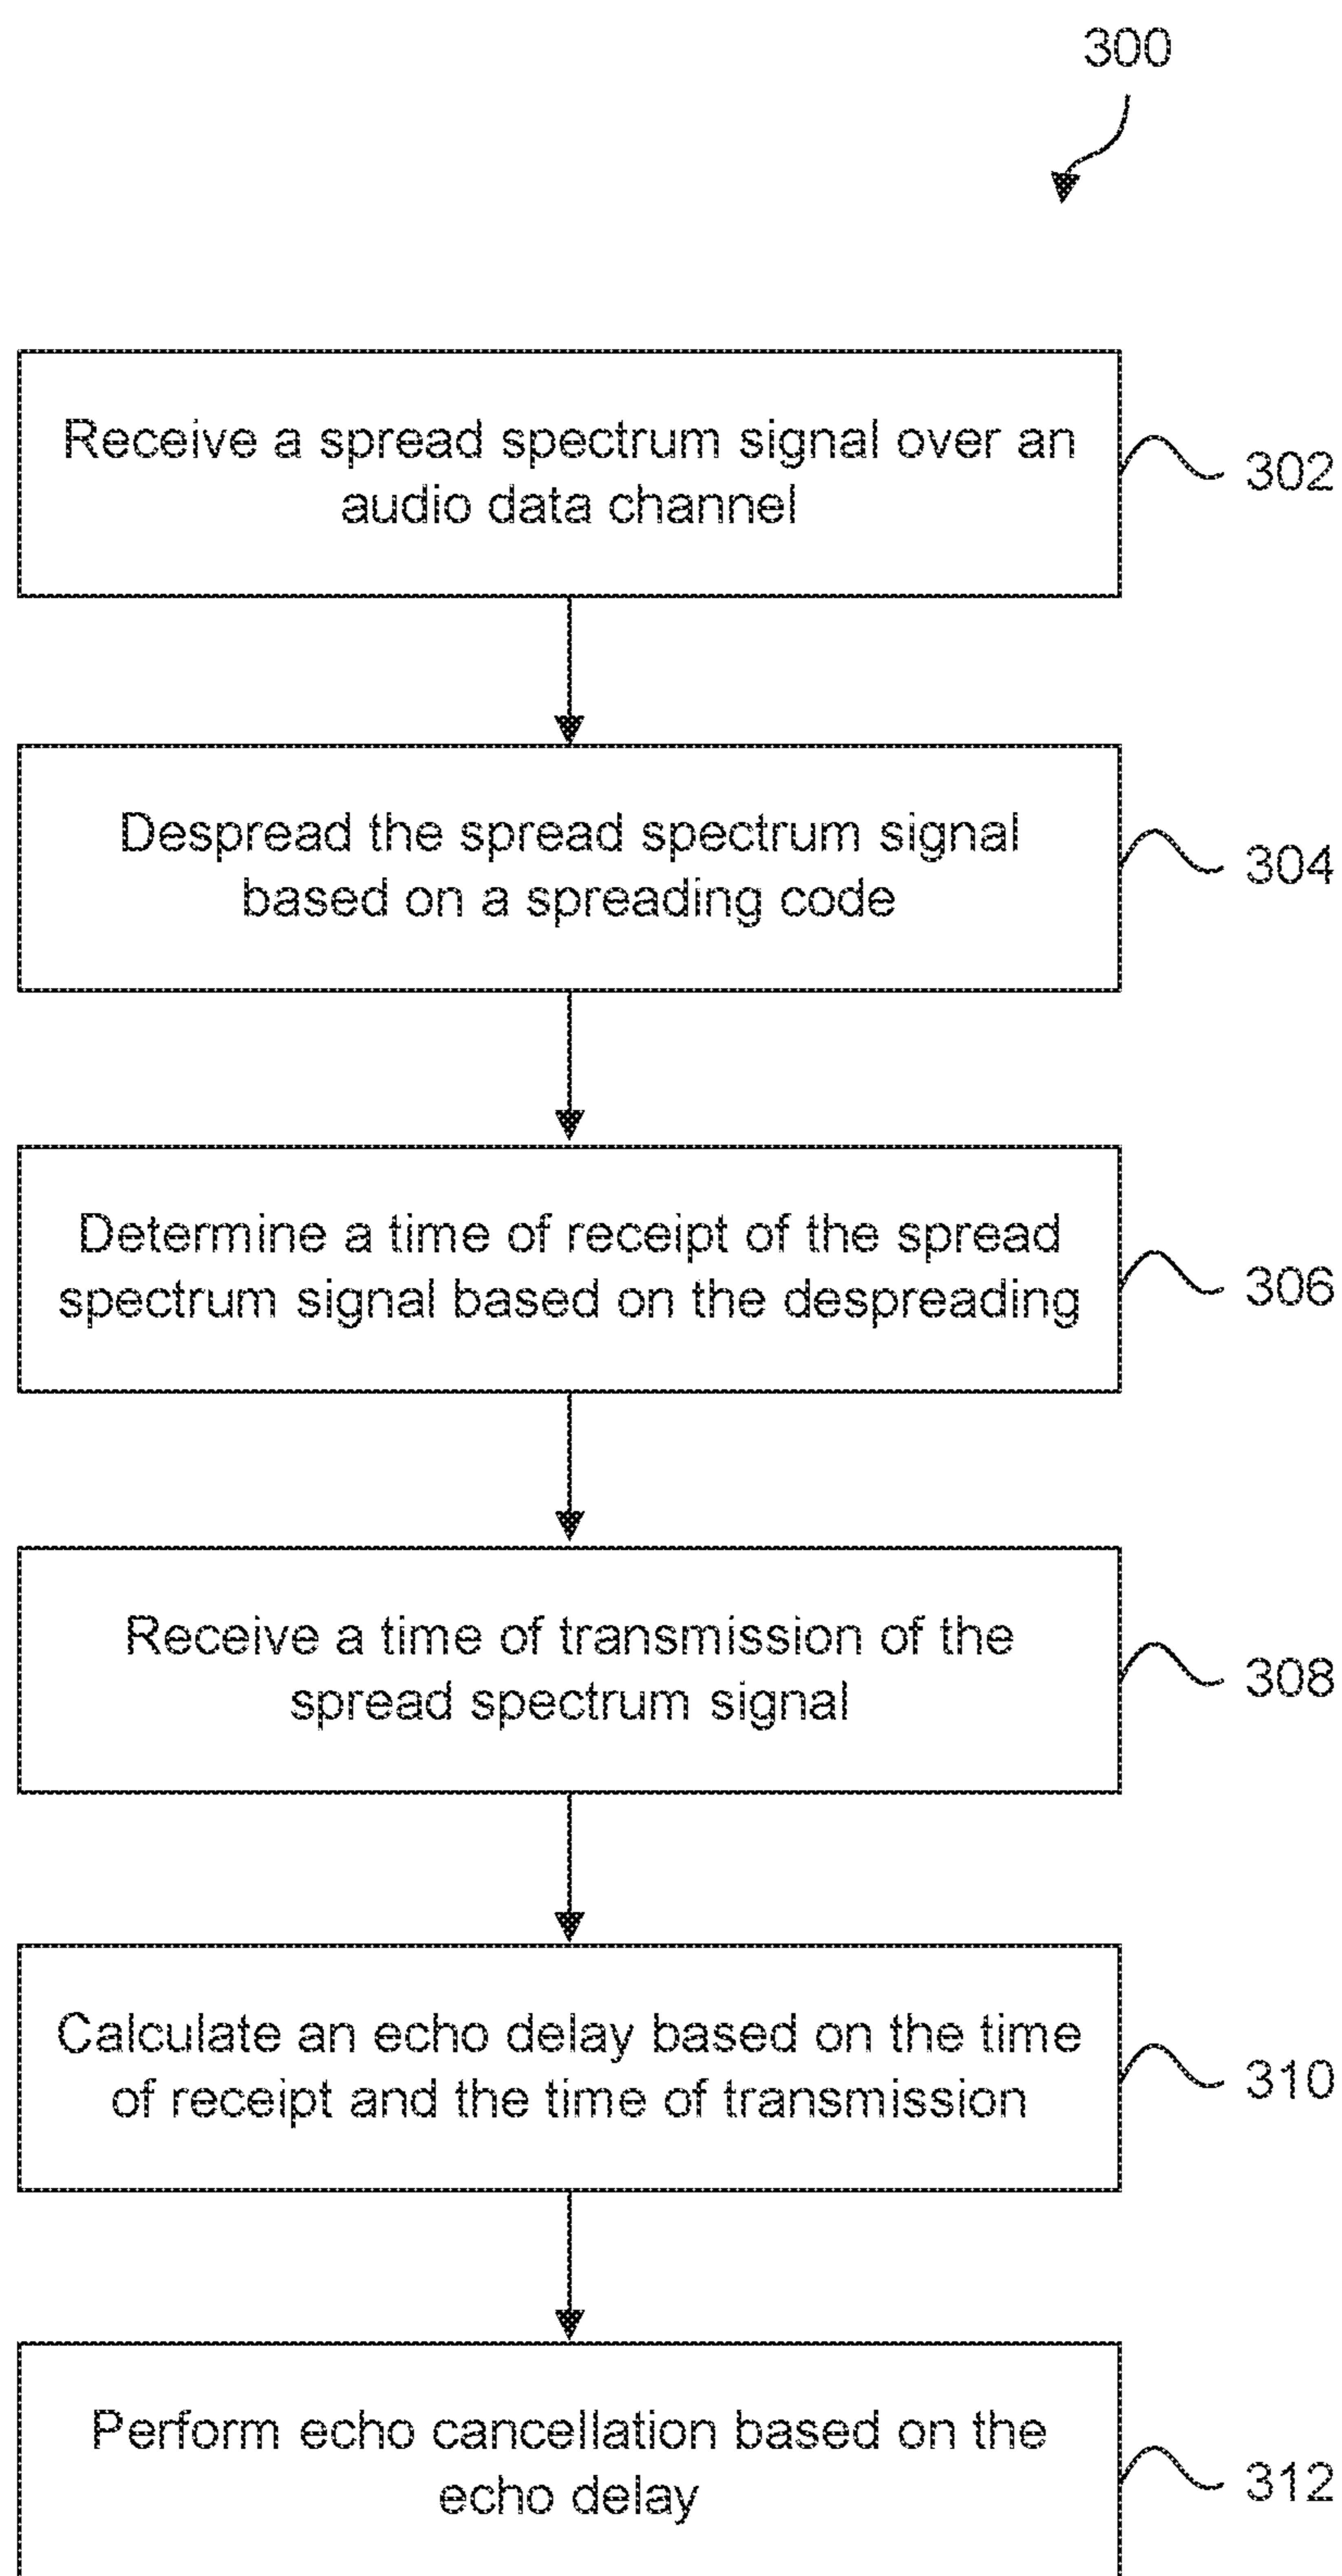 300
Receive a spread spectrum signal over an
audio data channel
302
Despread the spread spectrum signal
based on a spreading code
304
Determine a time of receipt of the spread
spectrum signal based on the despreading
306
Receive a time of transmission of the
spread spectrum signal
308
Calculate an echo delay based on the time
of receipt and the time of transmission
310
Perform echo cancellation based on the
echo delay
312